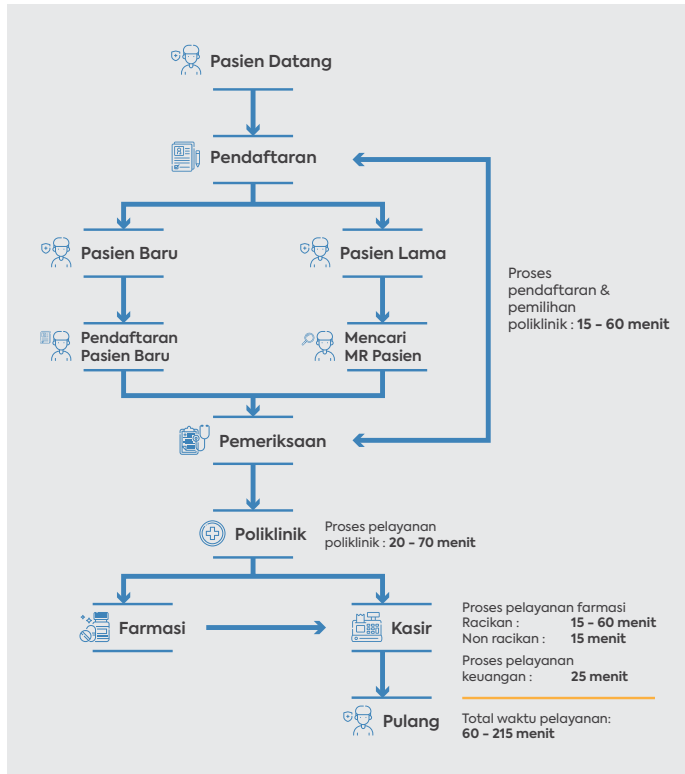 Pasien Datang
Pendaftaran
Pasien Baru
Pasien Lama
Proses
pendaftaran &
pemilihan
poliklinik : 15 - 60 menit
Pendaftaran
Pasien Baru
Mencari
MR Pasien
Pemeriksaan
Poliklinik
Proses pelayanan
poliklinik : 20 - 70 menit
Farmasi
Kasir
Proses pelayanan farmasi
Racikan : 15 - 60 menit
Non racikan : 15 menit
Proses pelayanan
keuangan : 25 menit
Pulang
Total waktu pelayanan:
60 - 215 menit